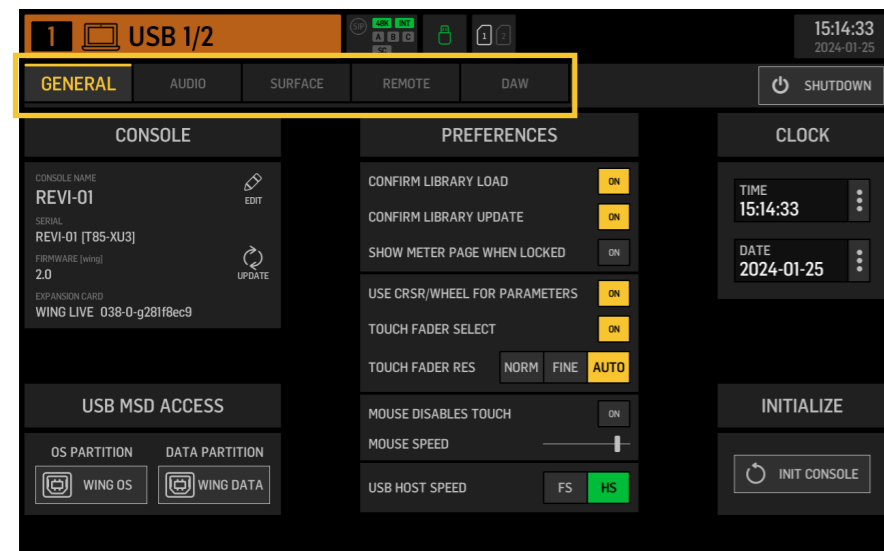 1 USB 1/2
SIP 48K INT
A B C
SC
1 2
15:14:33
2024-01-25
GENERAL AUDIO SURFACE REMOTE DAW
SHUTDOWN
CONSOLE
CONSOLE NAME
REVI-01
EDIT
SERIAL
REVI-01 [T85-XU3]
FIRMWARE [wing]
2.0
UPDATE
EXPANSION CARD
WING LIVE 038-0-g281f8ec9
USB MSD ACCESS
OS PARTITION DATA PARTITION
WING OS WING DATA
PREFERENCES
CONFIRM LIBRARY LOAD ON
CONFIRM LIBRARY UPDATE ON
SHOW METER PAGE WHEN LOCKED ON
USE CRSR/WHEEL FOR PARAMETERS ON
TOUCH FADER SELECT ON
TOUCH FADER RES NORM FINE AUTO
MOUSE DISABLES TOUCH ON
MOUSE SPEED
USB HOST SPEED FS HS
CLOCK
TIME
15:14:33
DATE
2024-01-25
INITIALIZE
INIT CONSOLE